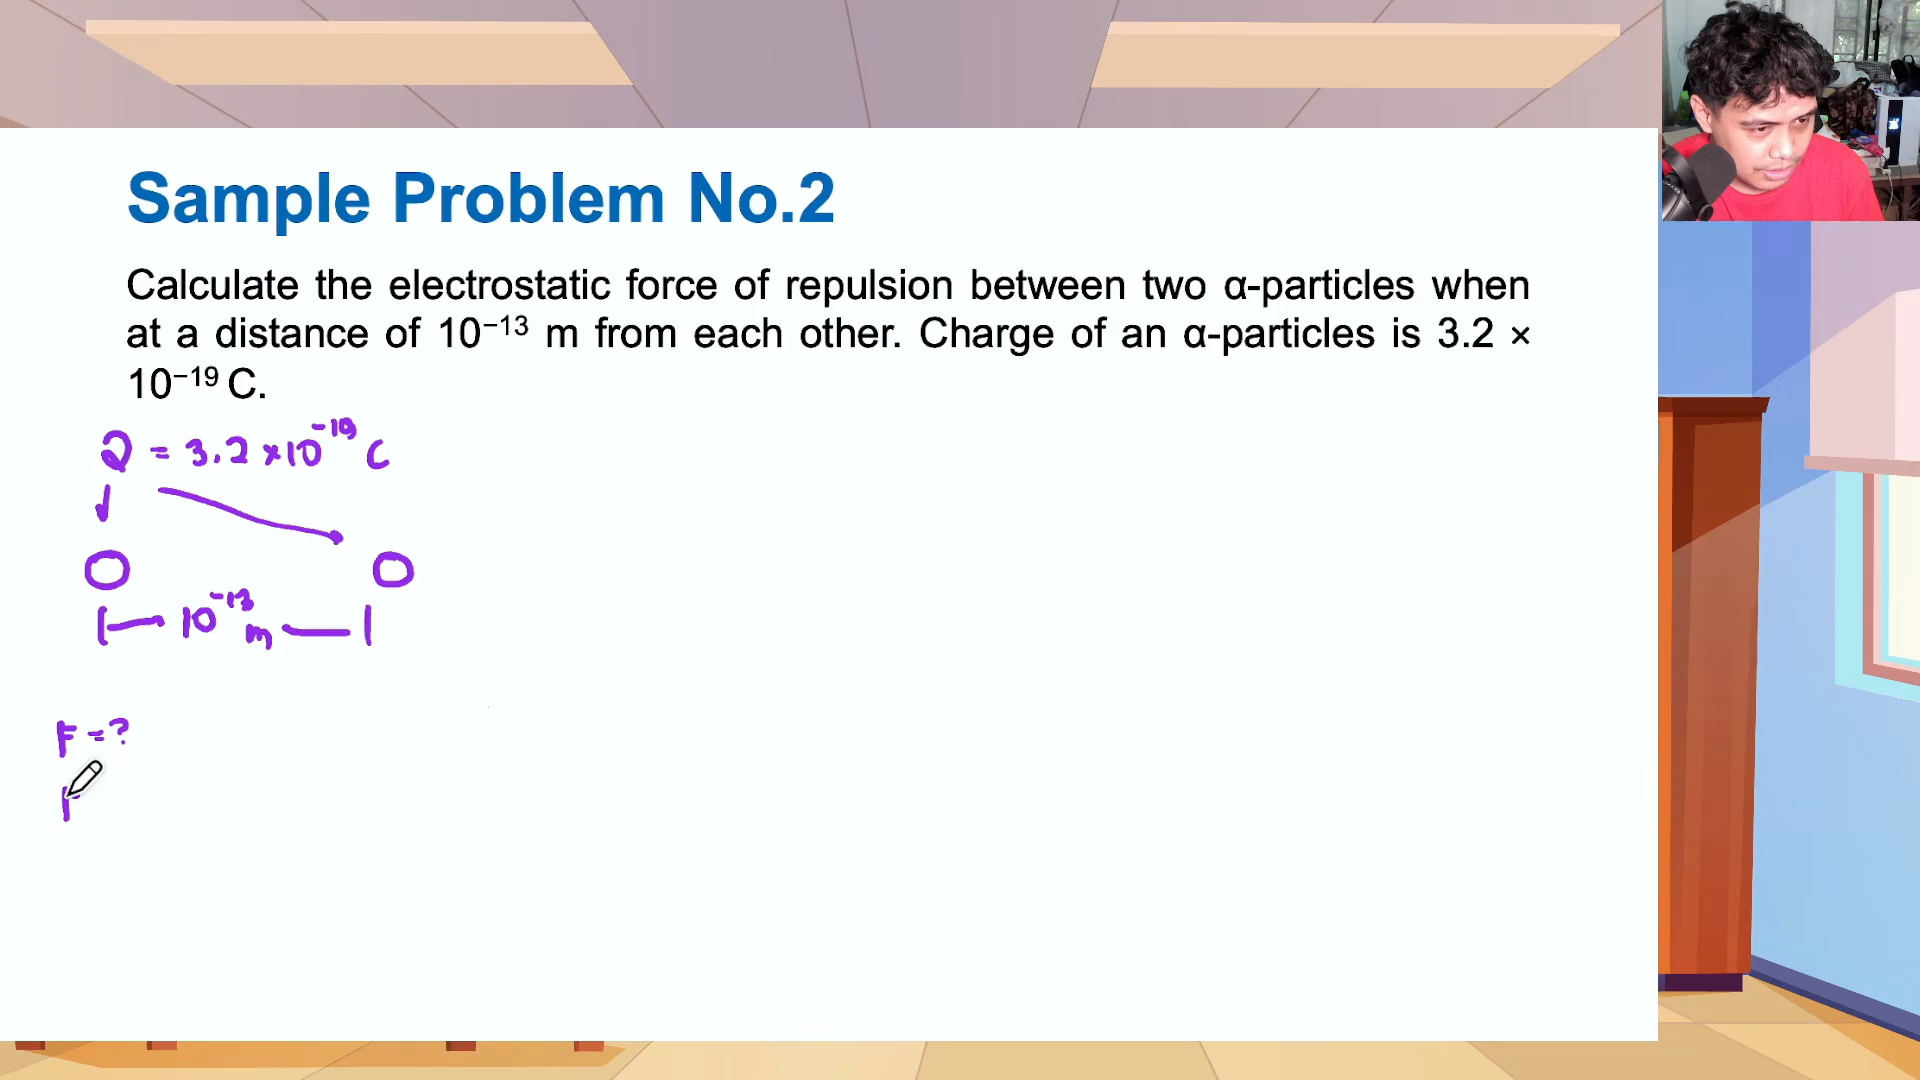 Sample Problem No.2
Calculate the electrostatic force of repulsion between two α-particles when
at a distance of 10⁻¹³ m from each other. Charge of an α-particles is 3.2 ×
10⁻¹⁹ C.
Q = 3.2 × 10⁻¹⁹ C
10⁻¹³ m
F = ?